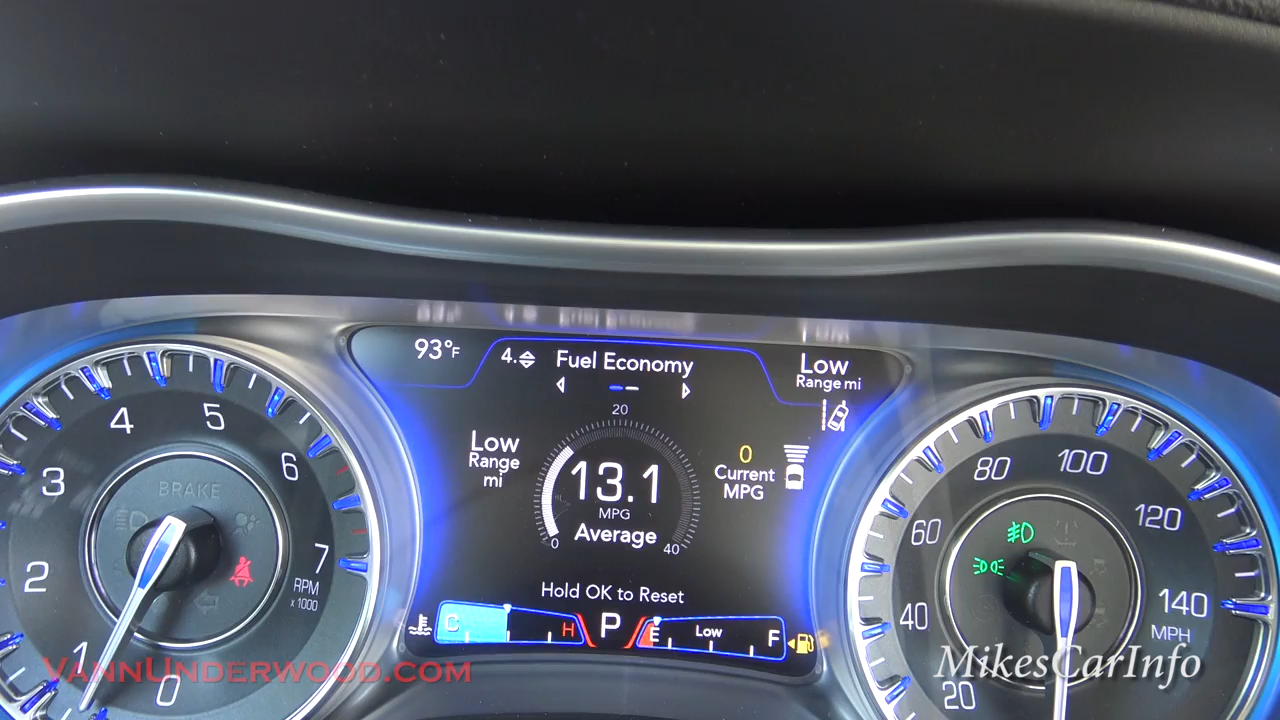 93°F
4.
Fuel Economy
Low
Range mi
Low
Range
mi
20
13.1
MPG
Average
0
40
0
Current
MPG
Hold OK to Reset
C
H
P
E
Low
F
BRAKE
0
1
2
3
4
5
6
7
RPM
x 1000
20
40
60
80
100
120
140
MPH
VannUnderwood.com
MikesCarInfo